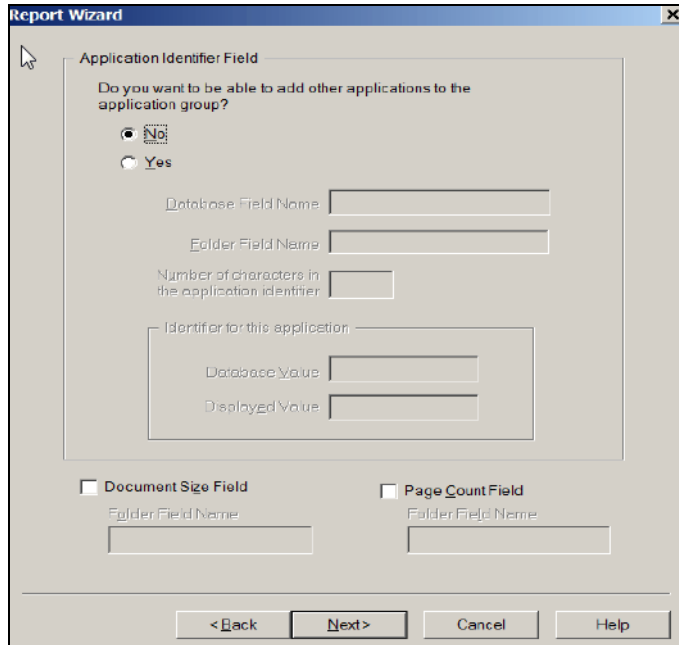 Report Wizard
Application Identifier Field
Do you want to be able to add other applications to the
application group?
No
Yes
Database Field Name
Folder Field Name
Number of characters in
the application identifier
Identifier for this application
Database Value
Displayed Value
Document Size Field
Page Count Field
Folder Field Name
Folder Field Name
< Back
Next>
Cancel
Help